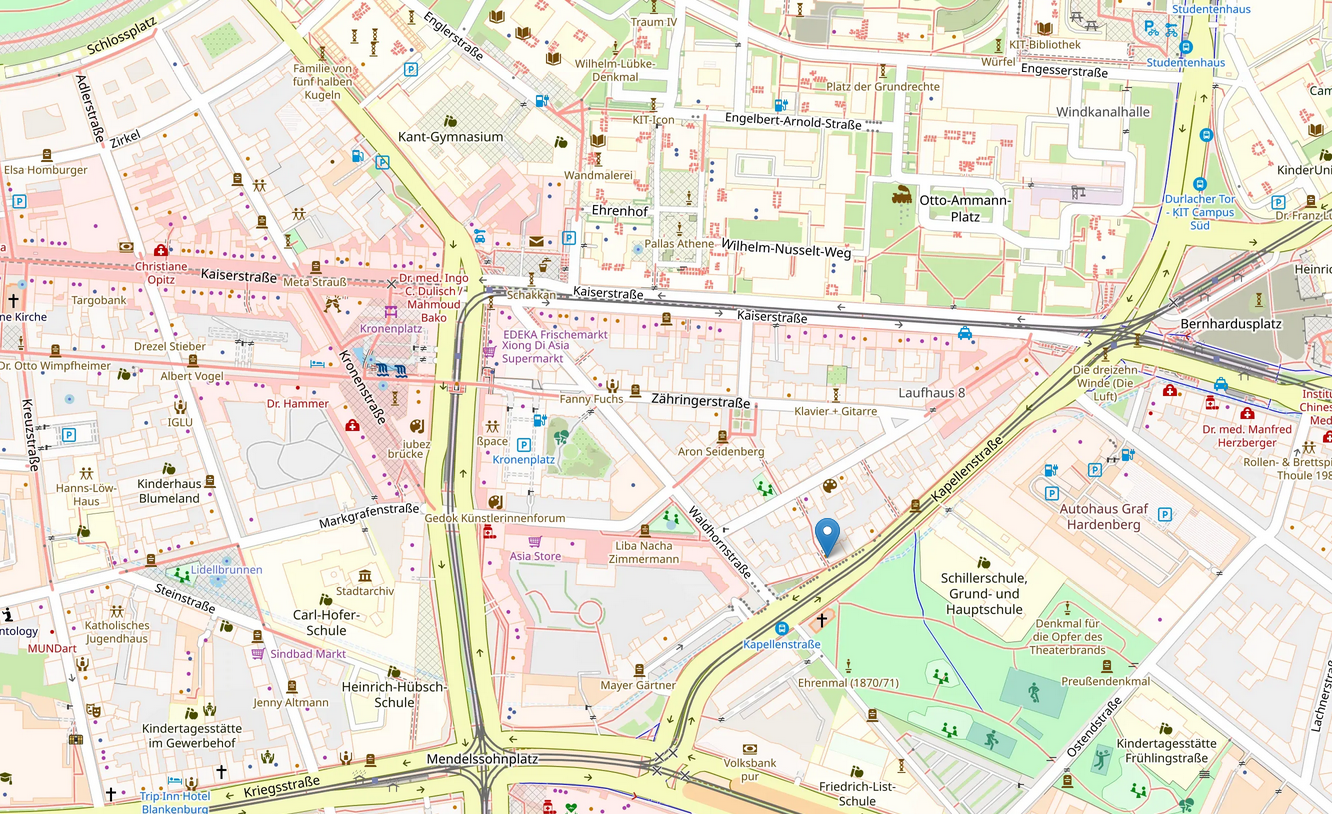 Schlossplatz
Englerstraße
Traum IV
Studentenhaus
Wilhelm-Lübke-
Denkmal
KIT-Bibliothek
Würfel
Studentenhaus
Familie von
fünf halben
Kugeln
Engesserstraße
Platz der Grundrechte
Adlerstraße
Zirkel
Kant-Gymnasium
KIT-Icon
Engelbert-Arnold-Straße
Windkanalhalle
Elsa Homburger
Wandmalerei
KinderUni
Ehrenhof
Otto-Ammann-
Platz
Durlacher Tor
- KIT Campus
Süd
Pallas Athene
Wilhelm-Nusselt-Weg
Christiane
Opitz
Kaiserstraße
Meta Strauß
Dr. med. Ingo
C. Dulisch
Mahmoud
Bako
Schakkan
Kaiserstraße
Kaiserstraße
Targobank
Kronenplatz
Bernhardusplatz
Drezel Stieber
EDEKA Frischemarkt
Xiong Di Asia
Supermarkt
Dr. Otto Wimpfheimer
Albert Vogel
Kronenstraße
Die dreizehn
Winde (Die
Luft)
Laufhaus 8
Dr. Hammer
Fanny Fuchs
Zähringerstraße
Klavier + Gitarre
IGLU
Kreuzstraße
iubez
brücke
Kronenplatz
Aron Seidenberg
Dr. med. Manfred
Herzberger
Kapellenstraße
Hanns-Löw-
Haus
Kinderhaus
Blumeland
Markgrafenstraße
Gedok Künstlerinnenforum
Autohaus Graf
Hardenberg
Waldhornstraße
Asia Store
Liba Nacha
Zimmermann
Lidellbrunnen
Steinstraße
Stadtarchiv
Carl-Hofer-
Schule
Schillerschule,
Grund- und
Hauptschule
Katholisches
Jugendhaus
Denkmal für
die Opfer des
Theaterbrands
MUNDart
Sindbad Markt
Kapellenstraße
Mayer Gärtner
Ehrenmal (1870/71)
Preußendenkmal
Heinrich-Hübsch-
Schule
Jenny Altmann
Lachnerstraß
Ostendstraße
Kindertagesstätte
im Gewerbehof
Kindertagesstätte
Frühlingstraße
Mendelssohnplatz
Volksbank
pur
Kriegsstraße
Trip Inn Hotel
Blankenburg
Friedrich-List-
Schule